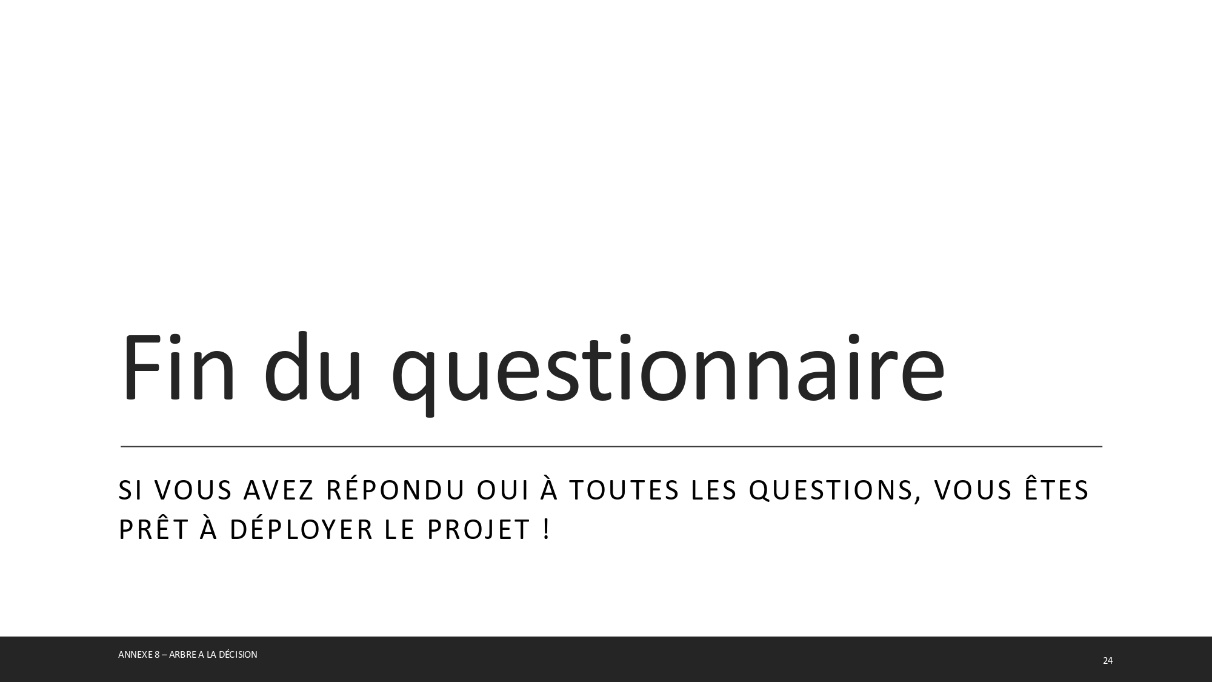 Fin du questionnaire
SI VOUS AVEZ RÉPONDU OUI À TOUTES LES QUESTIONS, VOUS ÊTES
PRÊT À DÉPLOYER LE PROJET !
ANNEXE 8 – ARBRE A LA DÉCISION
24